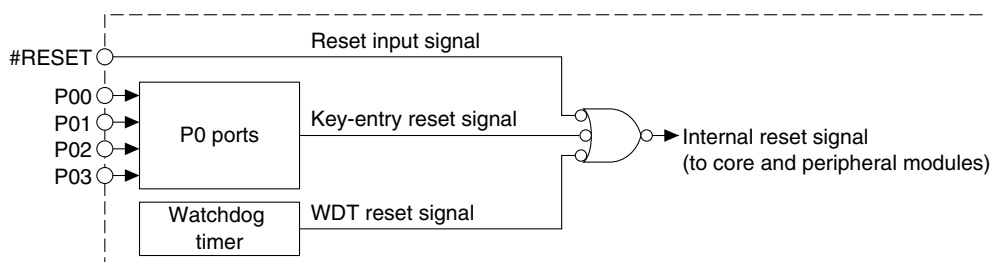 Reset input signal
#RESET
P00
P01
P02
P03
P0 ports
Key-entry reset signal
Internal reset signal
(to core and peripheral modules)
Watchdog
timer
WDT reset signal